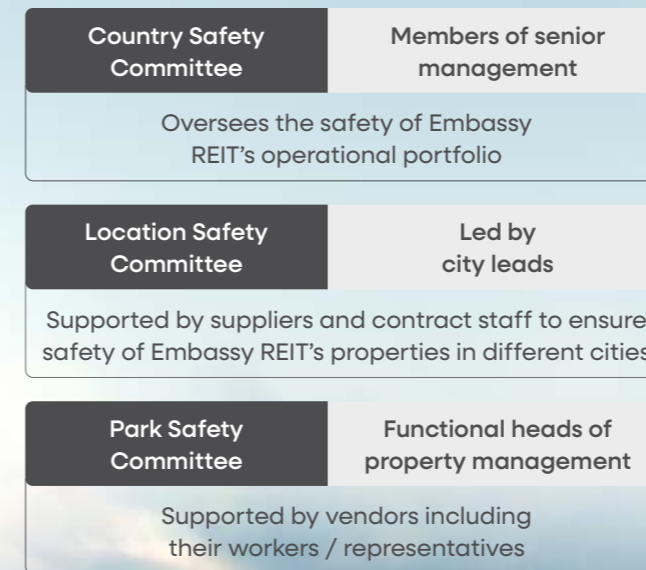 Country Safety
Committee
Members of senior
management
Oversees the safety of Embassy
REIT’s operational portfolio
Location Safety
Committee
Led by
city leads
Supported by suppliers and contract staff to ensure
safety of Embassy REIT’s properties in different cities
Park Safety
Committee
Functional heads of
property management
Supported by vendors including
their workers / representatives